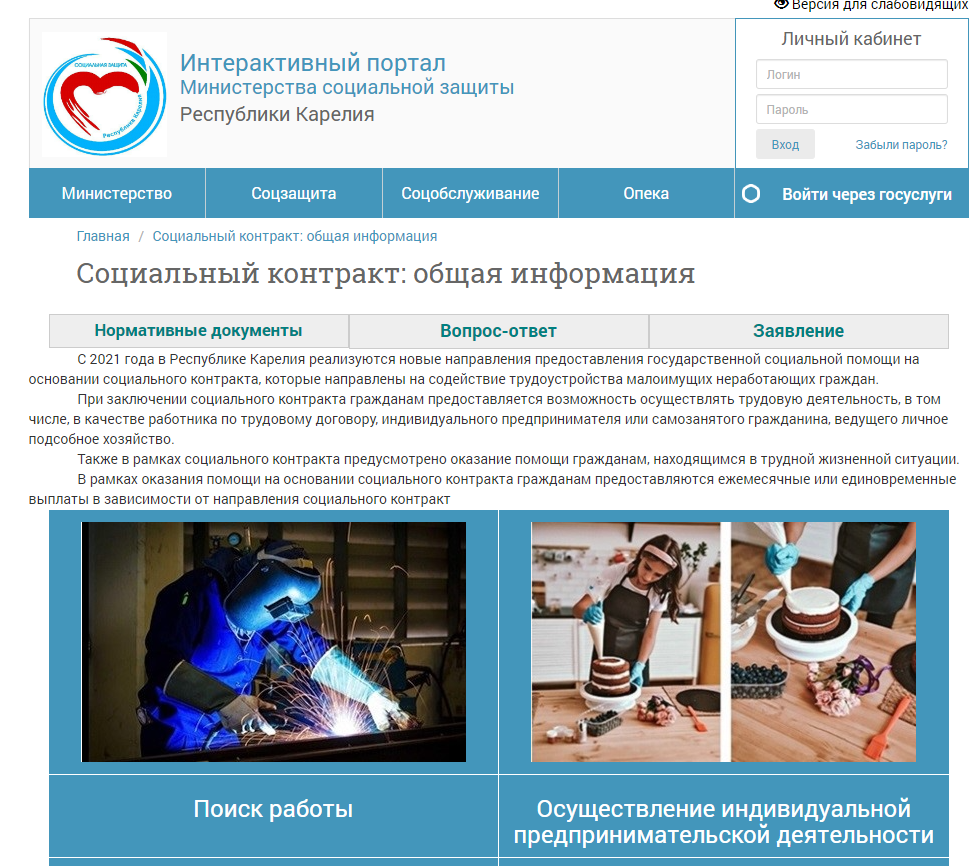 Версия для слабовидящих
СОЦИАЛЬНАЯ ЗАЩИТА
Республики Карелия
Интерактивный портал
Министерства социальной защиты
Республики Карелия
Личный кабинет
Логин
Пароль
Вход
Забыли пароль?
Министерство
Соцзащита
Соцобслуживание
Опека
Войти через госуслуги
Главная / Социальный контракт: общая информация
Социальный контракт: общая информация
Нормативные документы
Вопрос-ответ
Заявление
С 2021 года в Республике Карелия реализуются новые направления предоставления государственной социальной помощи на
основании социального контракта, которые направлены на содействие трудоустройства малоимущих неработающих граждан.
При заключении социального контракта гражданам предоставляется возможность осуществлять трудовую деятельность, в том
числе, в качестве работника по трудовому договору, индивидуального предпринимателя или самозанятого гражданина, ведущего личное
подсобное хозяйство.
Также в рамках социального контракта предусмотрено оказание помощи гражданам, находящимся в трудной жизненной ситуации.
В рамках оказания помощи на основании социального контракта гражданам предоставляются ежемесячные или единовременные
выплаты в зависимости от направления социального контракт
Поиск работы
Осуществление индивидуальной
предпринимательской деятельности